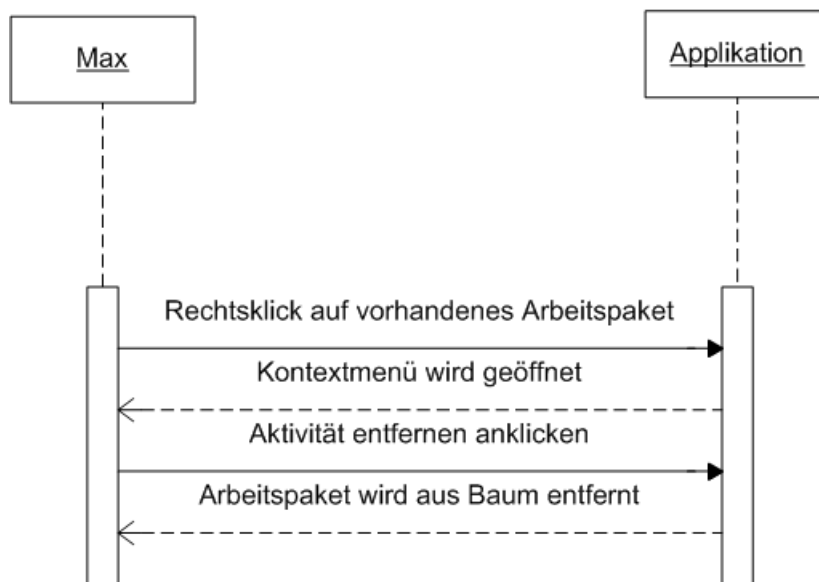 Max
Applikation
Rechtsklick auf vorhandenes Arbeitspaket
Kontextmenü wird geöffnet
Aktivität entfernen anklicken
Arbeitspaket wird aus Baum entfernt